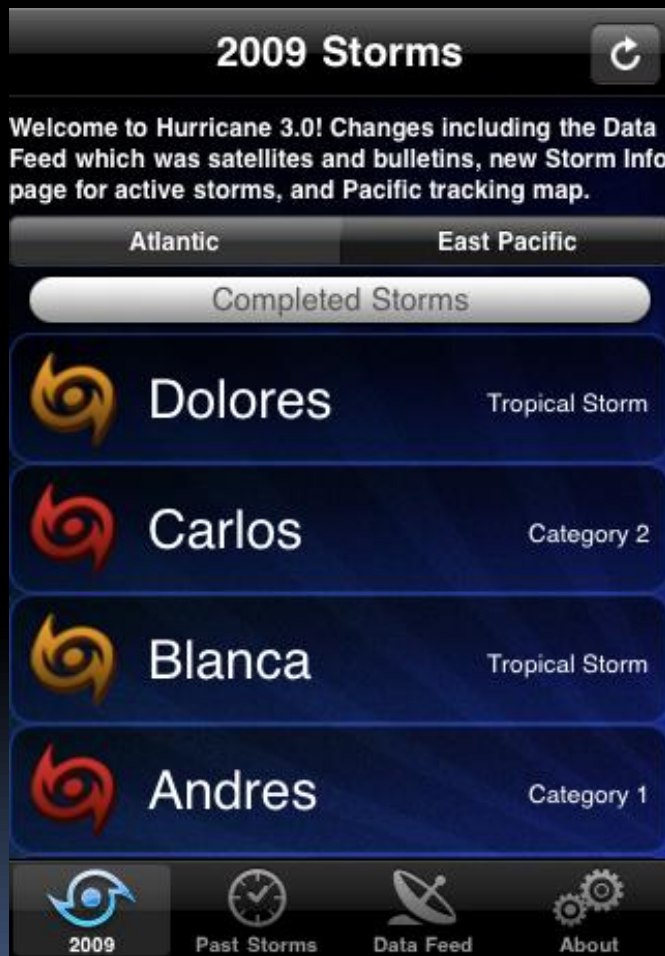 2009 Storms
Welcome to Hurricane 3.0! Changes including the Data
Feed which was satellites and bulletins, new Storm Info
page for active storms, and Pacific tracking map.
Atlantic East Pacific
Completed Storms
Dolores Tropical Storm
Carlos Category 2
Blanca Tropical Storm
Andres Category 1
2009 Past Storms Data Feed About